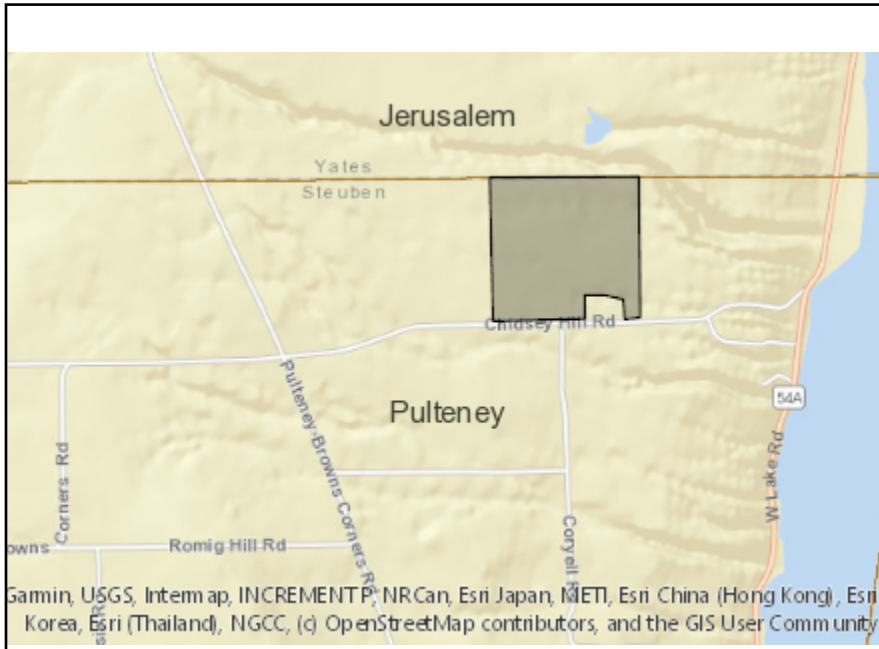 Jerusalem
Yates
Steuben
Chidsey Hill Rd
Pulteney
54A
Pulteney-Browns Corners Rd
Corners Rd
W Lake Rd
Coryell R
owns
Romig Hill Rd
Garmin, USGS, Intermap, INCREMENT P, NRCan, Esri Japan, METI, Esri China (Hong Kong), Esri
Korea, Esri (Thailand), NGCC, (c) OpenStreetMap contributors, and the GIS User Community